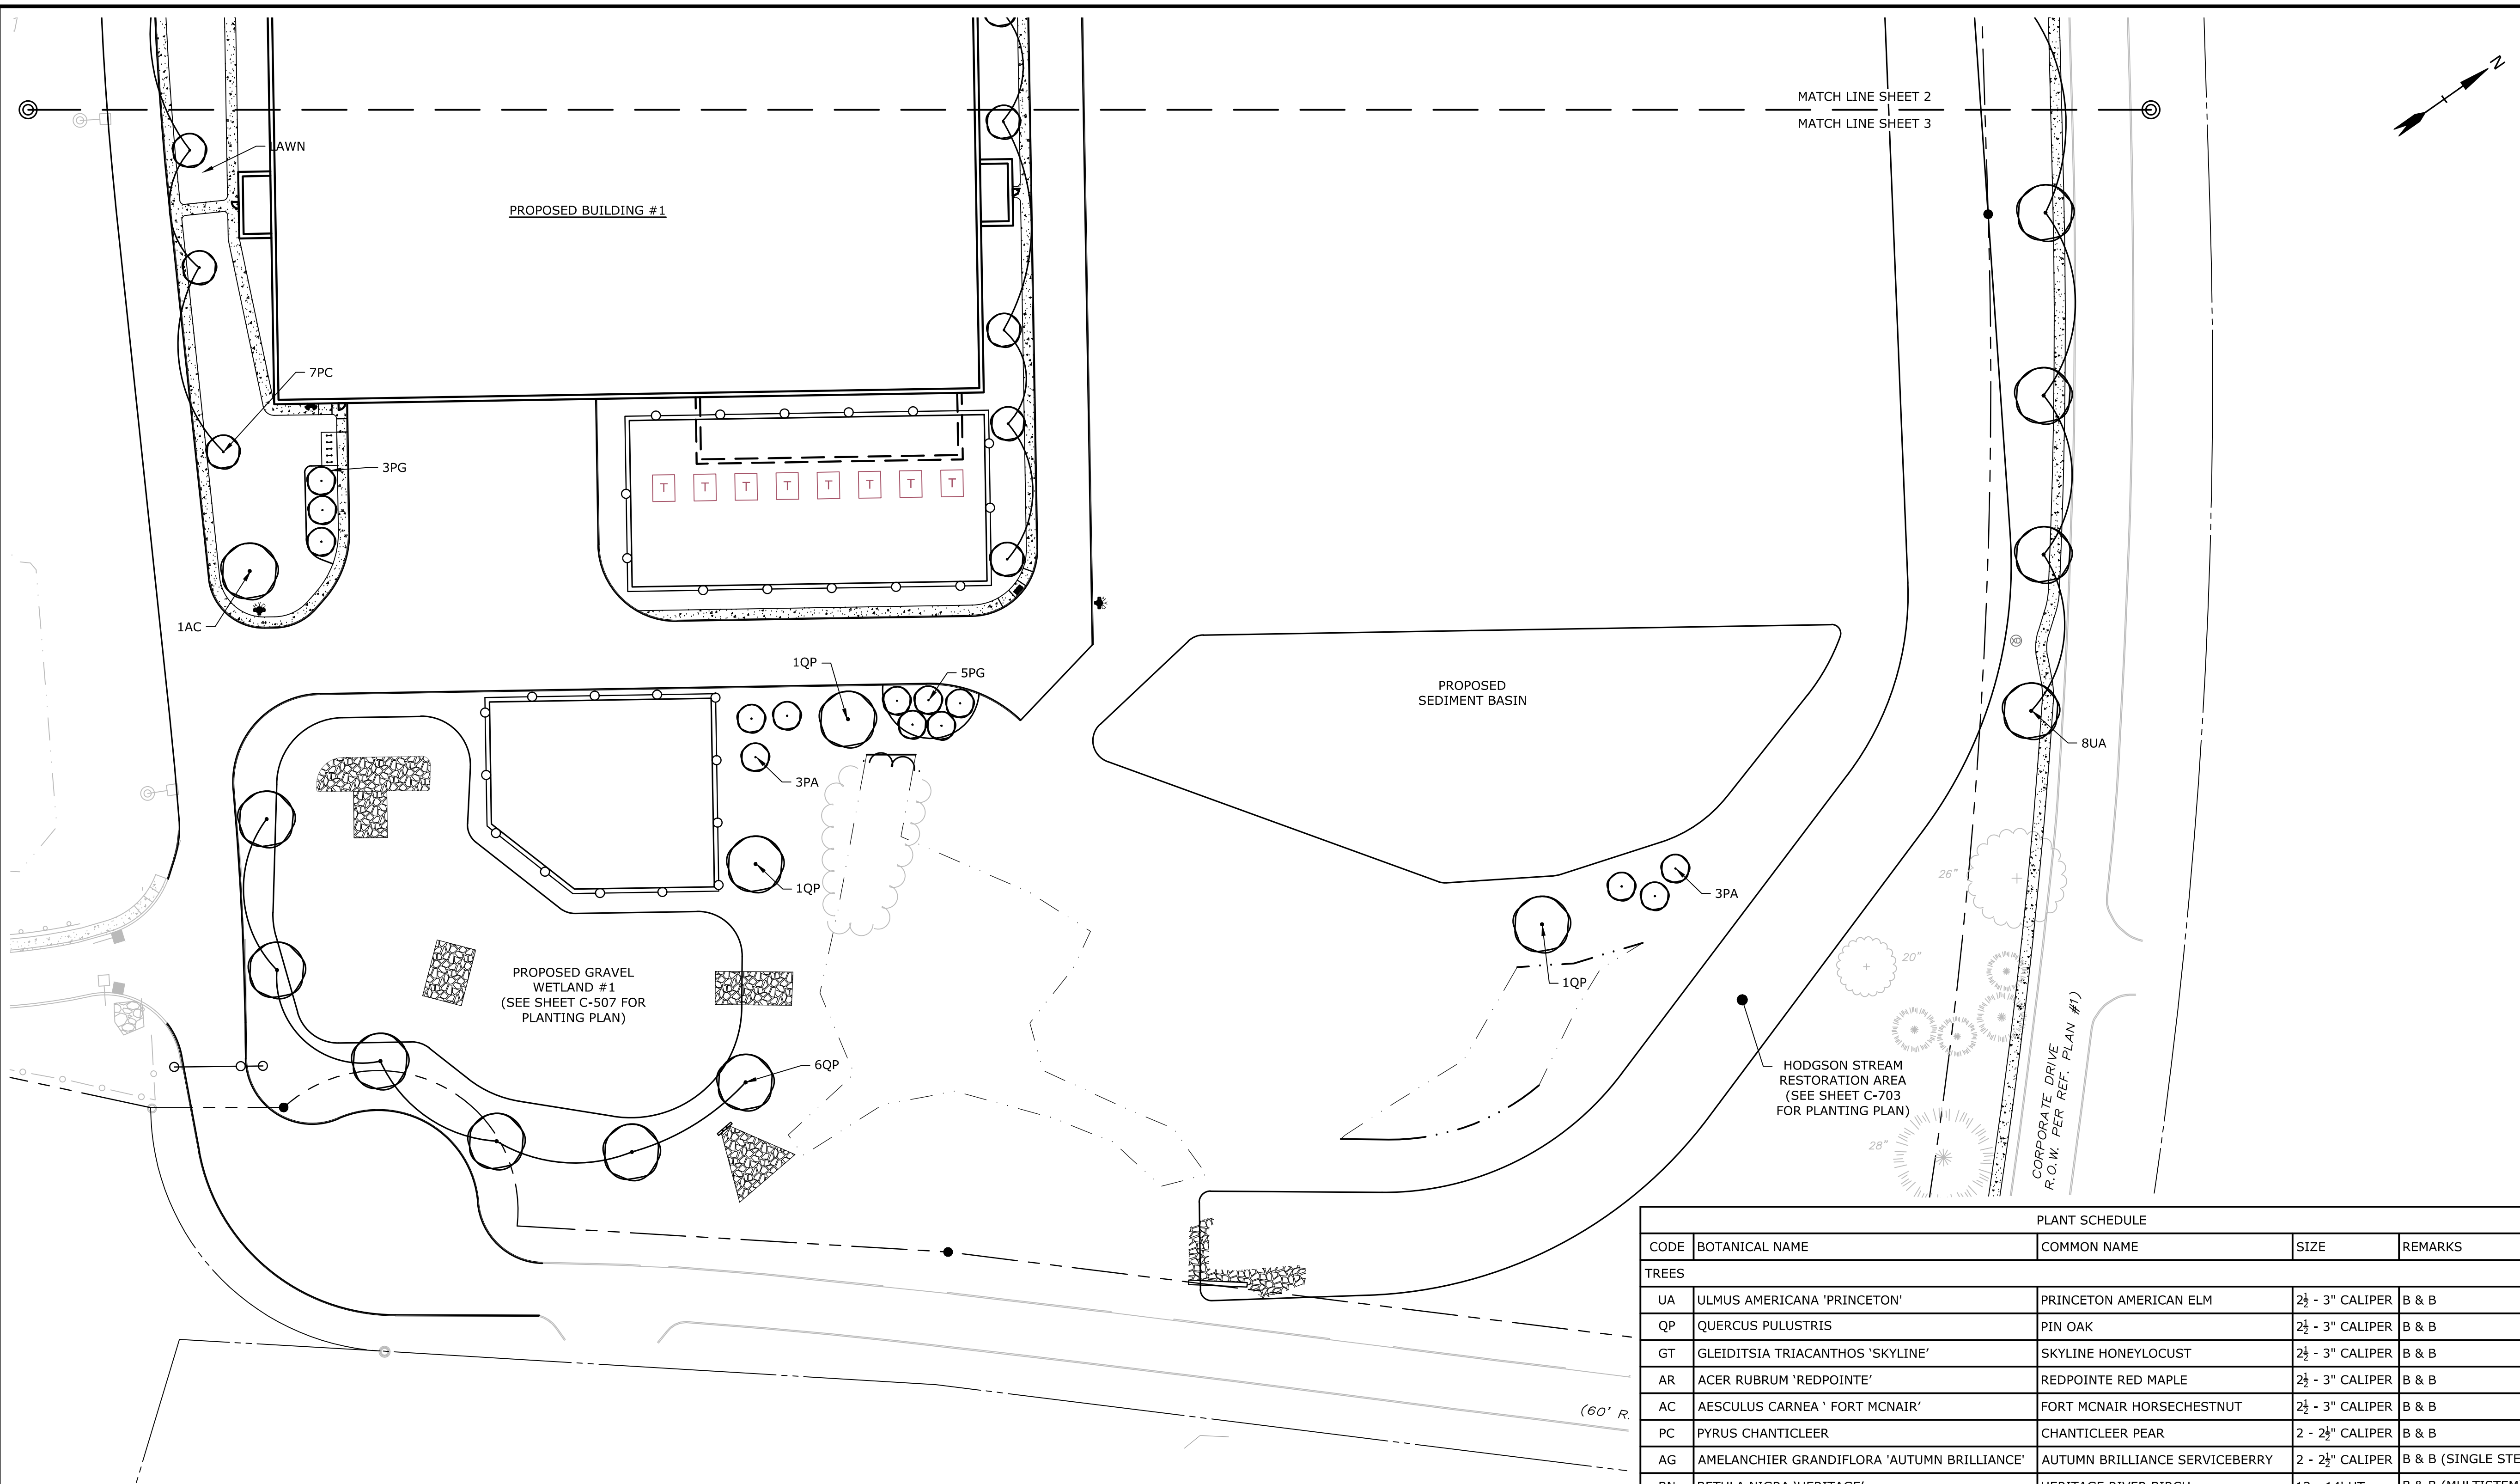 N
MATCH LINE SHEET 2
MATCH LINE SHEET 3
LAWN
PROPOSED BUILDING #1
7PC
3PG
T T T T T T T T
1AC
1QP
5PG
PROPOSED
SEDIMENT BASIN
8UA
3PA
26"
1QP
3PA
20"
PROPOSED GRAVEL
WETLAND #1
(SEE SHEET C-507 FOR
PLANTING PLAN)
1QP
6QP
HODGSON STREAM
RESTORATION AREA
(SEE SHEET C-703
FOR PLANTING PLAN)
CORPORATE DRIVE
R.O.W. PER REF. PLAN #1)
28"
(60' R.
PLANT SCHEDULE
CODE BOTANICAL NAME COMMON NAME SIZE REMARKS
TREES
UA ULMUS AMERICANA 'PRINCETON' PRINCETON AMERICAN ELM 2½ - 3" CALIPER B & B
QP QUERCUS PULUSTRIS PIN OAK 2½ - 3" CALIPER B & B
GT GLEIDITSIA TRIACANTHOS ‘SKYLINE’ SKYLINE HONEYLOCUST 2½ - 3" CALIPER B & B
AR ACER RUBRUM ‘REDPOINTE’ REDPOINTE RED MAPLE 2½ - 3" CALIPER B & B
AC AESCULUS CARNEA ‘ FORT MCNAIR’ FORT MCNAIR HORSECHESTNUT 2½ - 3" CALIPER B & B
PC PYRUS CHANTICLEER CHANTICLEER PEAR 2 - 2½" CALIPER B & B
AG AMELANCHIER GRANDIFLORA 'AUTUMN BRILLIANCE' AUTUMN BRILLIANCE SERVICEBERRY 2 - 2½" CALIPER B & B (SINGLE STE